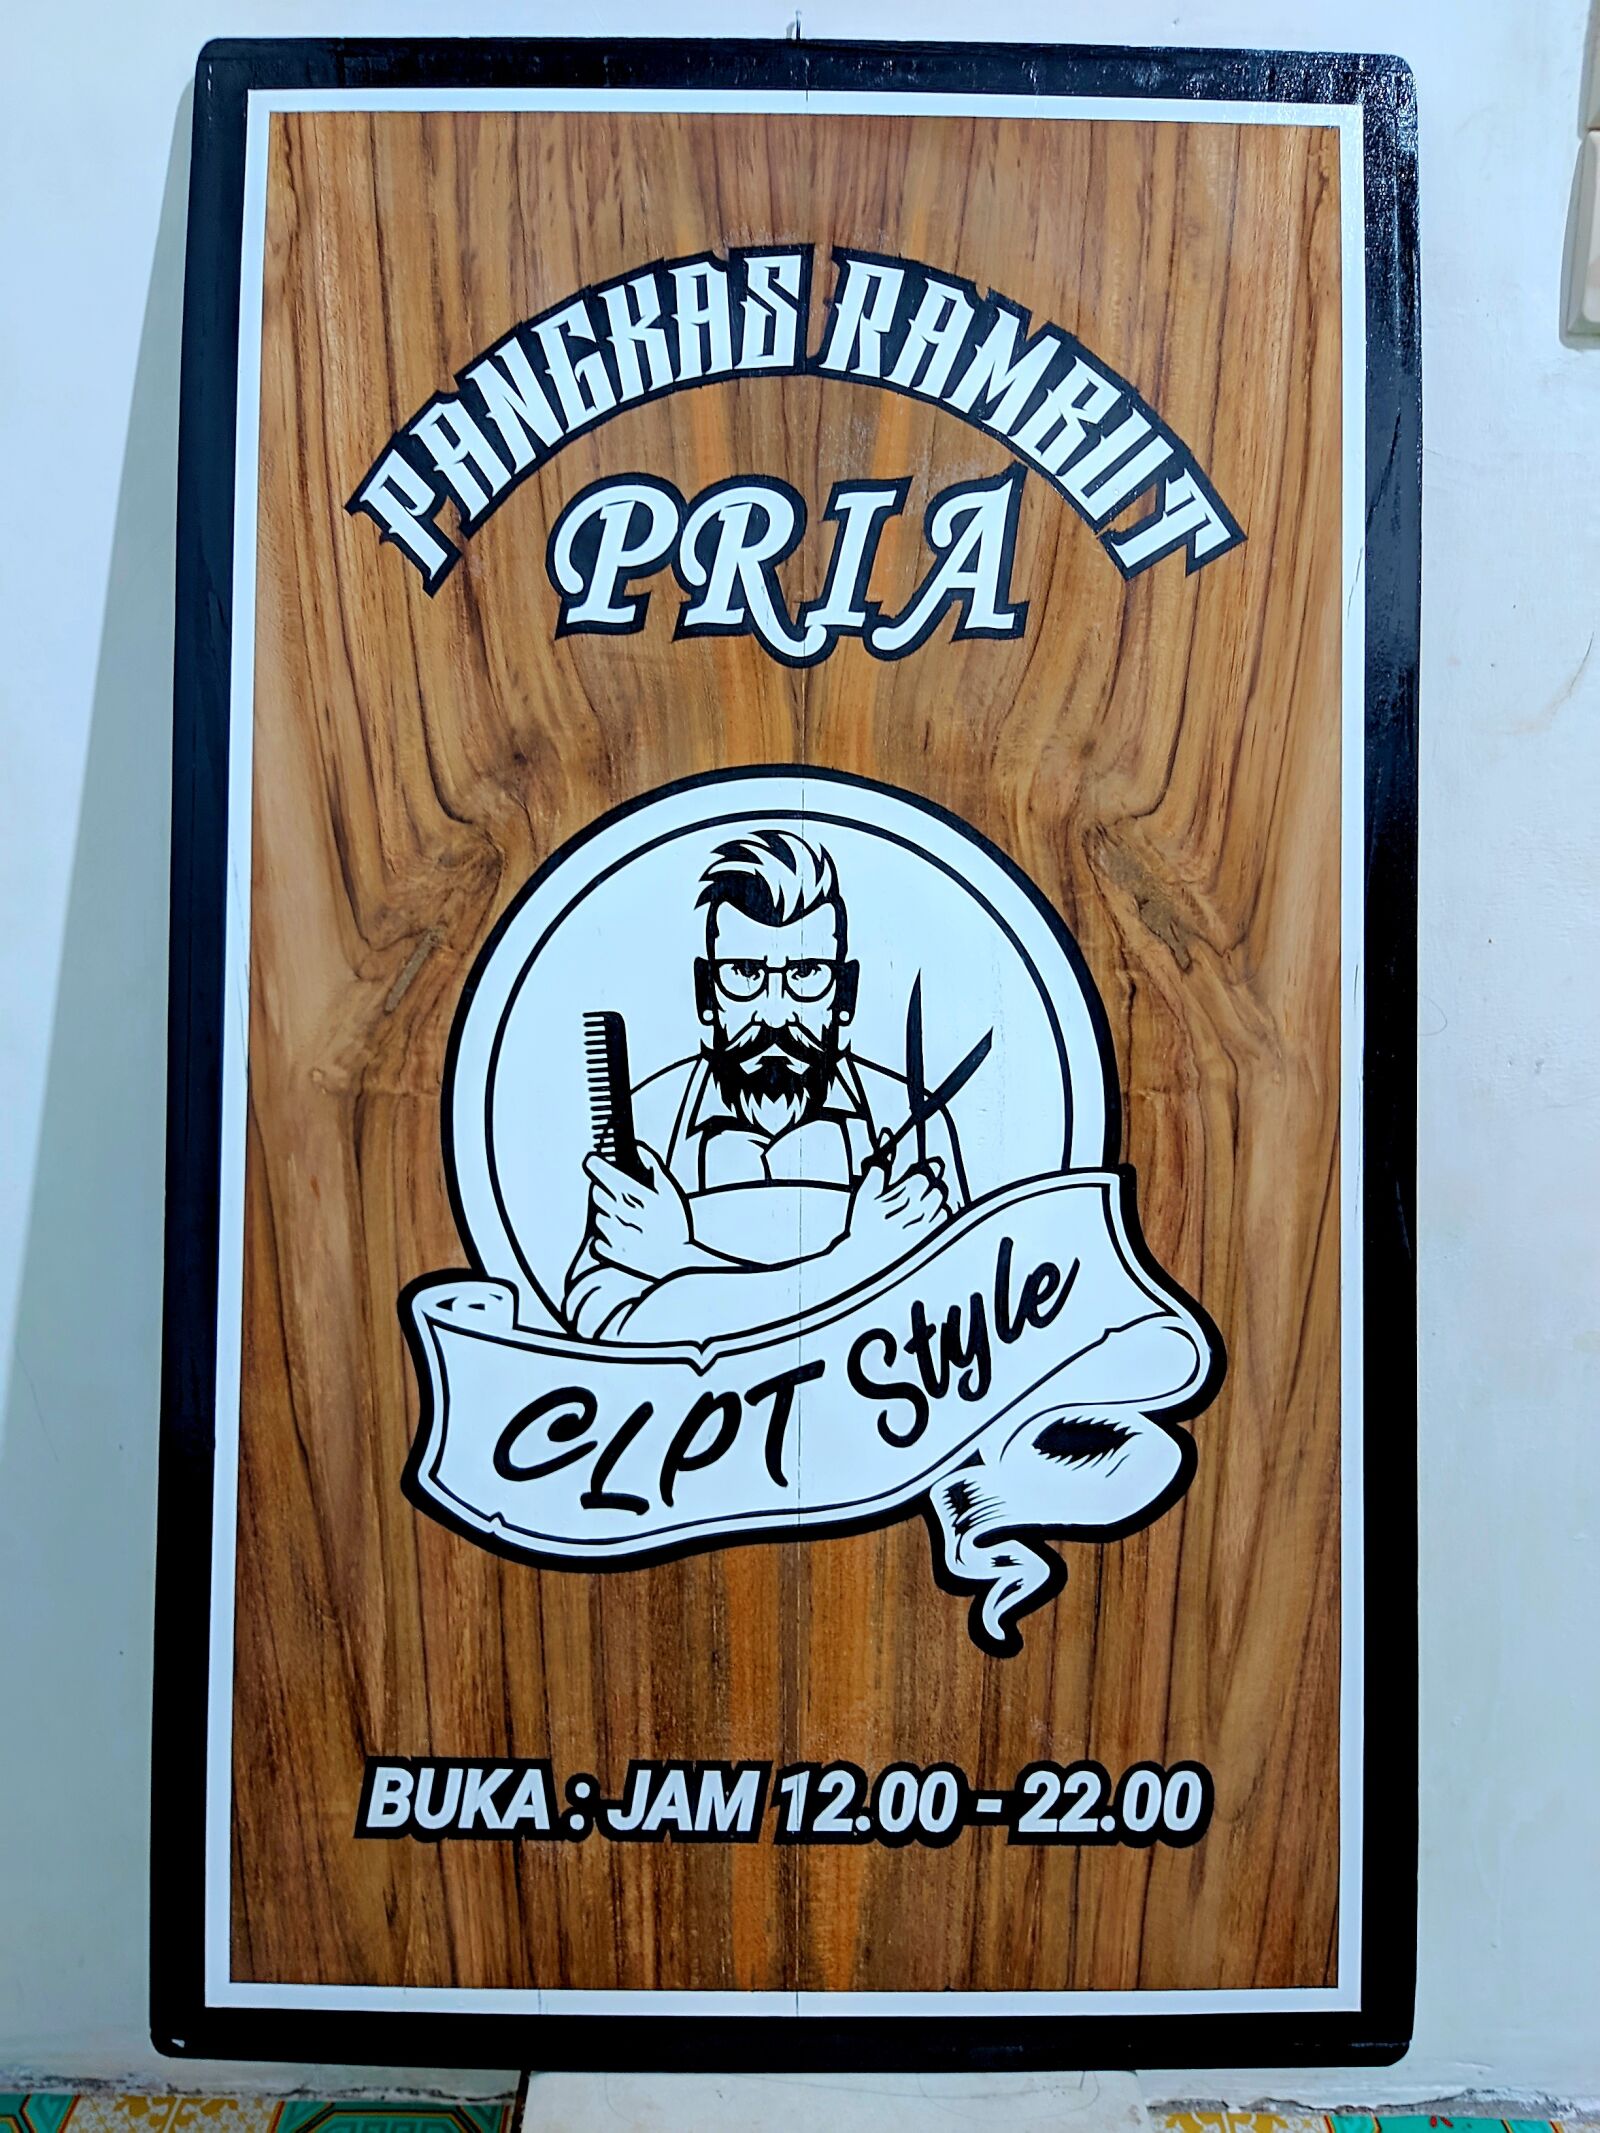 PANGKAS RAMBUT
PRIA
CLPT Style
BUKA : JAM 12.00 - 22.00